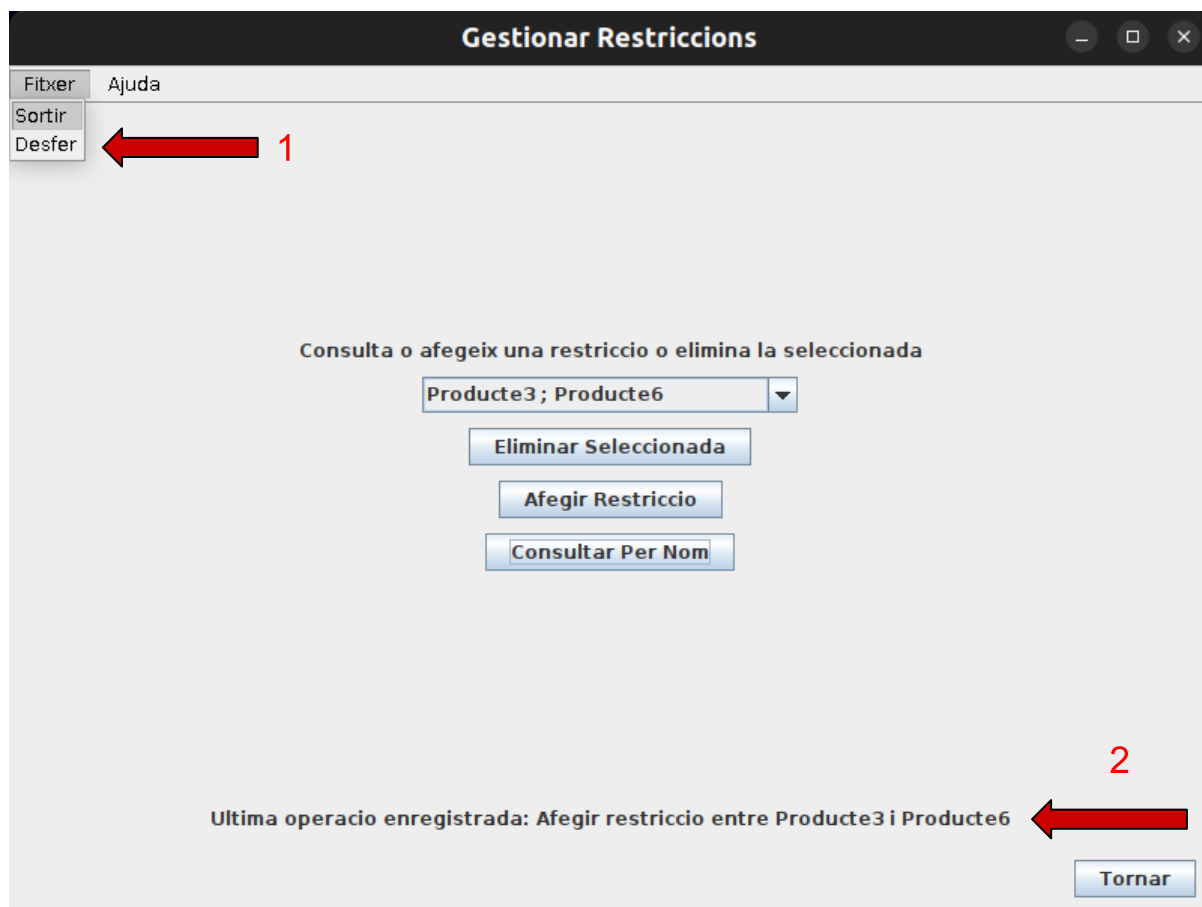 Gestionar Restriccions
Fitxer Ajuda
Sortir
Desfer
1
Consulta o afegeix una restriccio o elimina la seleccionada
Producte3 ; Producte6
Eliminar Seleccionada
Afegir Restriccio
Consultar Per Nom
2
Ultima operacio enregistrada: Afegir restriccio entre Producte3 i Producte6
Tornar